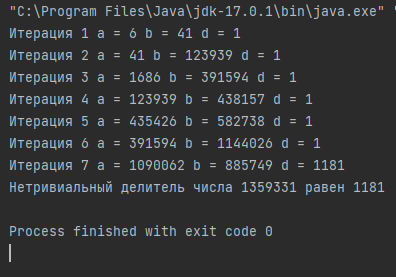 "C:\Program Files\Java\jdk-17.0.1\bin\java.exe" "
Итерация 1 a = 6 b = 41 d = 1
Итерация 2 a = 41 b = 123939 d = 1
Итерация 3 a = 1686 b = 391594 d = 1
Итерация 4 a = 123939 b = 438157 d = 1
Итерация 5 a = 435426 b = 582738 d = 1
Итерация 6 a = 391594 b = 1144026 d = 1
Итерация 7 a = 1090062 b = 885749 d = 1181
Нетривиальный делитель числа 1359331 равен 1181
Process finished with exit code 0